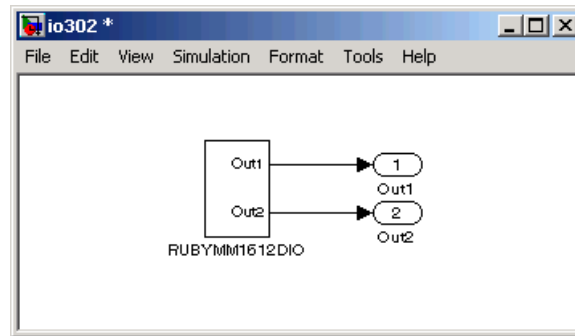 io302 *
File Edit View Simulation Format Tools Help
Out1
1
Out1
Out2
2
Out2
RUBYMM1612DIO